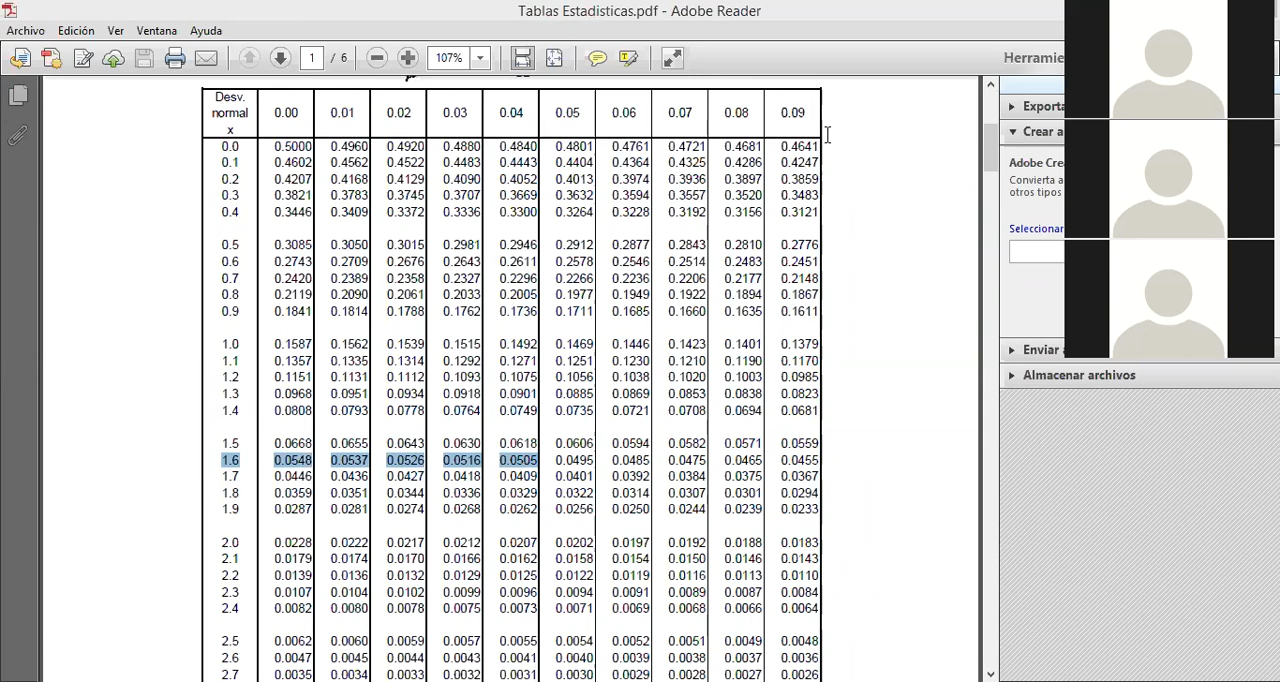 Tablas Estadisticas.pdf - Adobe Reader
Archivo Edición Ver Ventana Ayuda
1 / 6 107% Herramie
Desv. normal x 0.00 0.01 0.02 0.03 0.04 0.05 0.06 0.07 0.08 0.09
0.0 0.5000 0.4960 0.4920 0.4880 0.4840 0.4801 0.4761 0.4721 0.4681 0.4641
0.1 0.4602 0.4562 0.4522 0.4483 0.4443 0.4404 0.4364 0.4325 0.4286 0.4247
0.2 0.4207 0.4168 0.4129 0.4090 0.4052 0.4013 0.3974 0.3936 0.3897 0.3859
0.3 0.3821 0.3783 0.3745 0.3707 0.3669 0.3632 0.3594 0.3557 0.3520 0.3483
0.4 0.3446 0.3409 0.3372 0.3336 0.3300 0.3264 0.3228 0.3192 0.3156 0.3121
0.5 0.3085 0.3050 0.3015 0.2981 0.2946 0.2912 0.2877 0.2843 0.2810 0.2776
0.6 0.2743 0.2709 0.2676 0.2643 0.2611 0.2578 0.2546 0.2514 0.2483 0.2451
0.7 0.2420 0.2389 0.2358 0.2327 0.2296 0.2266 0.2236 0.2206 0.2177 0.2148
0.8 0.2119 0.2090 0.2061 0.2033 0.2005 0.1977 0.1949 0.1922 0.1894 0.1867
0.9 0.1841 0.1814 0.1788 0.1762 0.1736 0.1711 0.1685 0.1660 0.1635 0.1611
1.0 0.1587 0.1562 0.1539 0.1515 0.1492 0.1469 0.1446 0.1423 0.1401 0.1379
1.1 0.1357 0.1335 0.1314 0.1292 0.1271 0.1251 0.1230 0.1210 0.1190 0.1170
1.2 0.1151 0.1131 0.1112 0.1093 0.1075 0.1056 0.1038 0.1020 0.1003 0.0985
1.3 0.0968 0.0951 0.0934 0.0918 0.0901 0.0885 0.0869 0.0853 0.0838 0.0823
1.4 0.0808 0.0793 0.0778 0.0764 0.0749 0.0735 0.0721 0.0708 0.0694 0.0681
1.5 0.0668 0.0655 0.0643 0.0630 0.0618 0.0606 0.0594 0.0582 0.0571 0.0559
1.6 0.0548 0.0537 0.0526 0.0516 0.0505 0.0495 0.0485 0.0475 0.0465 0.0455
1.7 0.0446 0.0436 0.0427 0.0418 0.0409 0.0401 0.0392 0.0384 0.0375 0.0367
1.8 0.0359 0.0351 0.0344 0.0336 0.0329 0.0322 0.0314 0.0307 0.0301 0.0294
1.9 0.0287 0.0281 0.0274 0.0268 0.0262 0.0256 0.0250 0.0244 0.0239 0.0233
2.0 0.0228 0.0222 0.0217 0.0212 0.0207 0.0202 0.0197 0.0192 0.0188 0.0183
2.1 0.0179 0.0174 0.0170 0.0166 0.0162 0.0158 0.0154 0.0150 0.0146 0.0143
2.2 0.0139 0.0136 0.0132 0.0129 0.0125 0.0122 0.0119 0.0116 0.0113 0.0110
2.3 0.0107 0.0104 0.0102 0.0099 0.0096 0.0094 0.0091 0.0089 0.0087 0.0084
2.4 0.0082 0.0080 0.0078 0.0075 0.0073 0.0071 0.0069 0.0068 0.0066 0.0064
2.5 0.0062 0.0060 0.0059 0.0057 0.0055 0.0054 0.0052 0.0051 0.0049 0.0048
2.6 0.0047 0.0045 0.0044 0.0043 0.0041 0.0040 0.0039 0.0038 0.0037 0.0036
2.7 0.0035 0.0034 0.0033 0.0032 0.0031 0.0030 0.0029 0.0028 0.0027 0.0026
Exporta
Crear a
Adobe Cre
Convierta a
otros tipos
Seleccionar
Enviar
Almacenar archivos